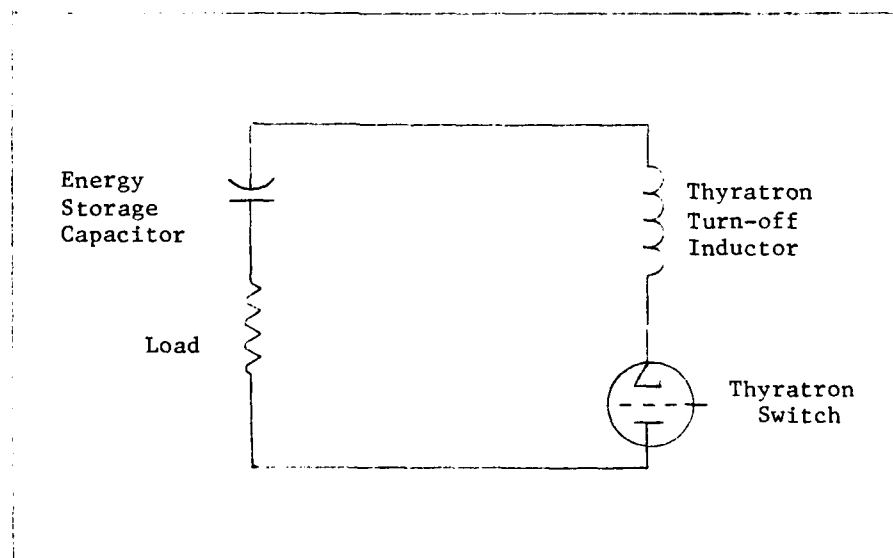 Energy
Storage
Capacitor
Thyratron
Turn-off
Inductor
Load
Thyratron
Switch